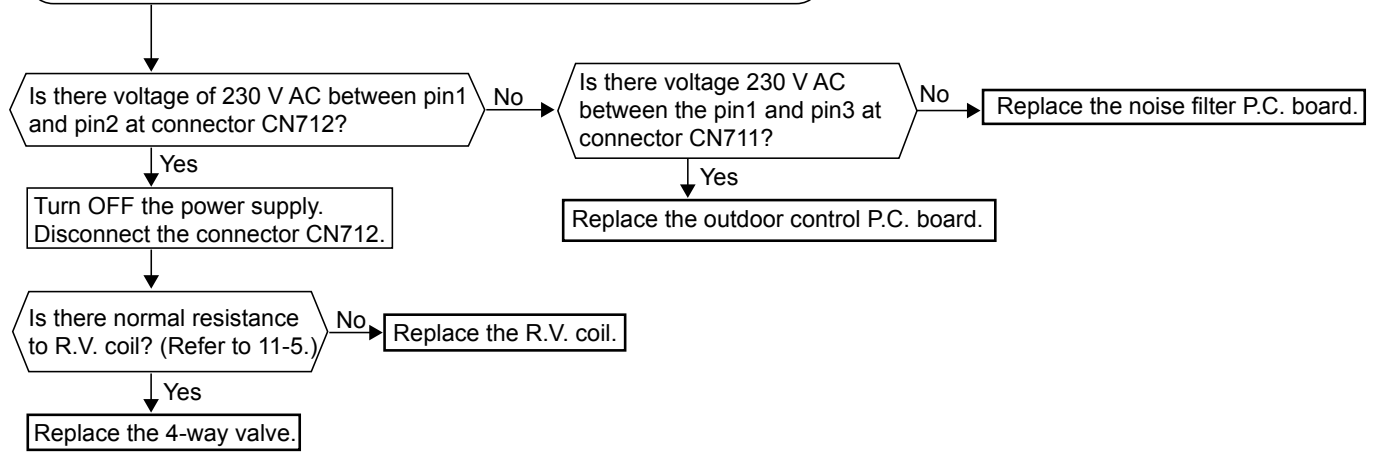 Is there voltage of 230 V AC between pin1
and pin2 at connector CN712?
No
Is there voltage 230 V AC
between the pin1 and pin3 at
connector CN711?
No
Replace the noise filter P.C. board.
Yes
Yes
Turn OFF the power supply.
Disconnect the connector CN712.
Replace the outdoor control P.C. board.
Is there normal resistance
to R.V. coil? (Refer to 11-5.)
No
Replace the R.V. coil.
Yes
Replace the 4-way valve.